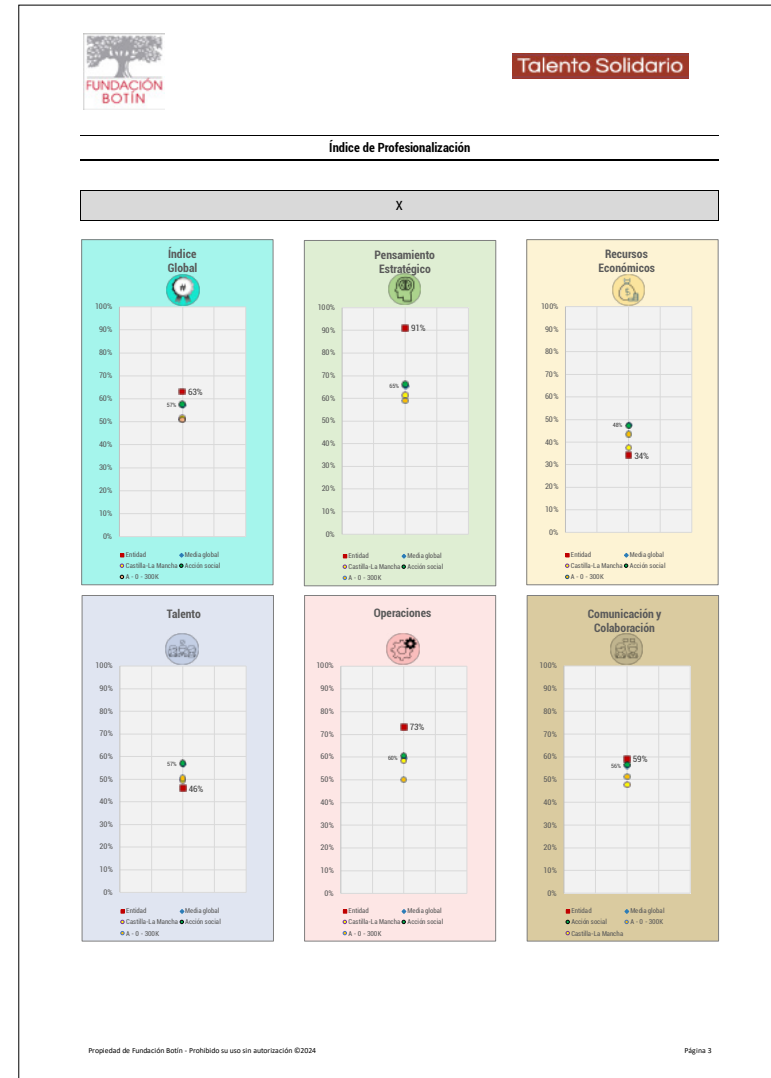 FUNDACIÓN
BOTÍN
Talento Solidario
Índice de Profesionalización
X
Índice
Global
#
100%
90%
80%
70%
60%
50%
40%
30%
20%
10%
0%
63%
57%
Entidad
Media global
Castilla-La Mancha
Acción social
A - 0 - 300K
Pensamiento
Estratégico
100%
90%
80%
70%
60%
50%
40%
30%
20%
10%
0%
91%
65%
Entidad
Media global
Castilla-La Mancha
Acción social
A - 0 - 300K
Recursos
Económicos
$
100%
90%
80%
70%
60%
50%
40%
30%
20%
10%
0%
48%
34%
Entidad
Media global
Castilla-La Mancha
Acción social
A - 0 - 300K
Talento
100%
90%
80%
70%
60%
50%
40%
30%
20%
10%
0%
57%
46%
Entidad
Media global
Castilla-La Mancha
Acción social
A - 0 - 300K
Operaciones
100%
90%
80%
70%
60%
50%
40%
30%
20%
10%
0%
73%
60%
Entidad
Media global
Castilla-La Mancha
Acción social
A - 0 - 300K
Comunicación y
Colaboración
100%
90%
80%
70%
60%
50%
40%
30%
20%
10%
0%
59%
56%
Entidad
Media global
Acción social
A - 0 - 300K
Castilla-La Mancha
Propiedad de Fundación Botín - Prohibido su uso sin autorización ©2024
Página 3